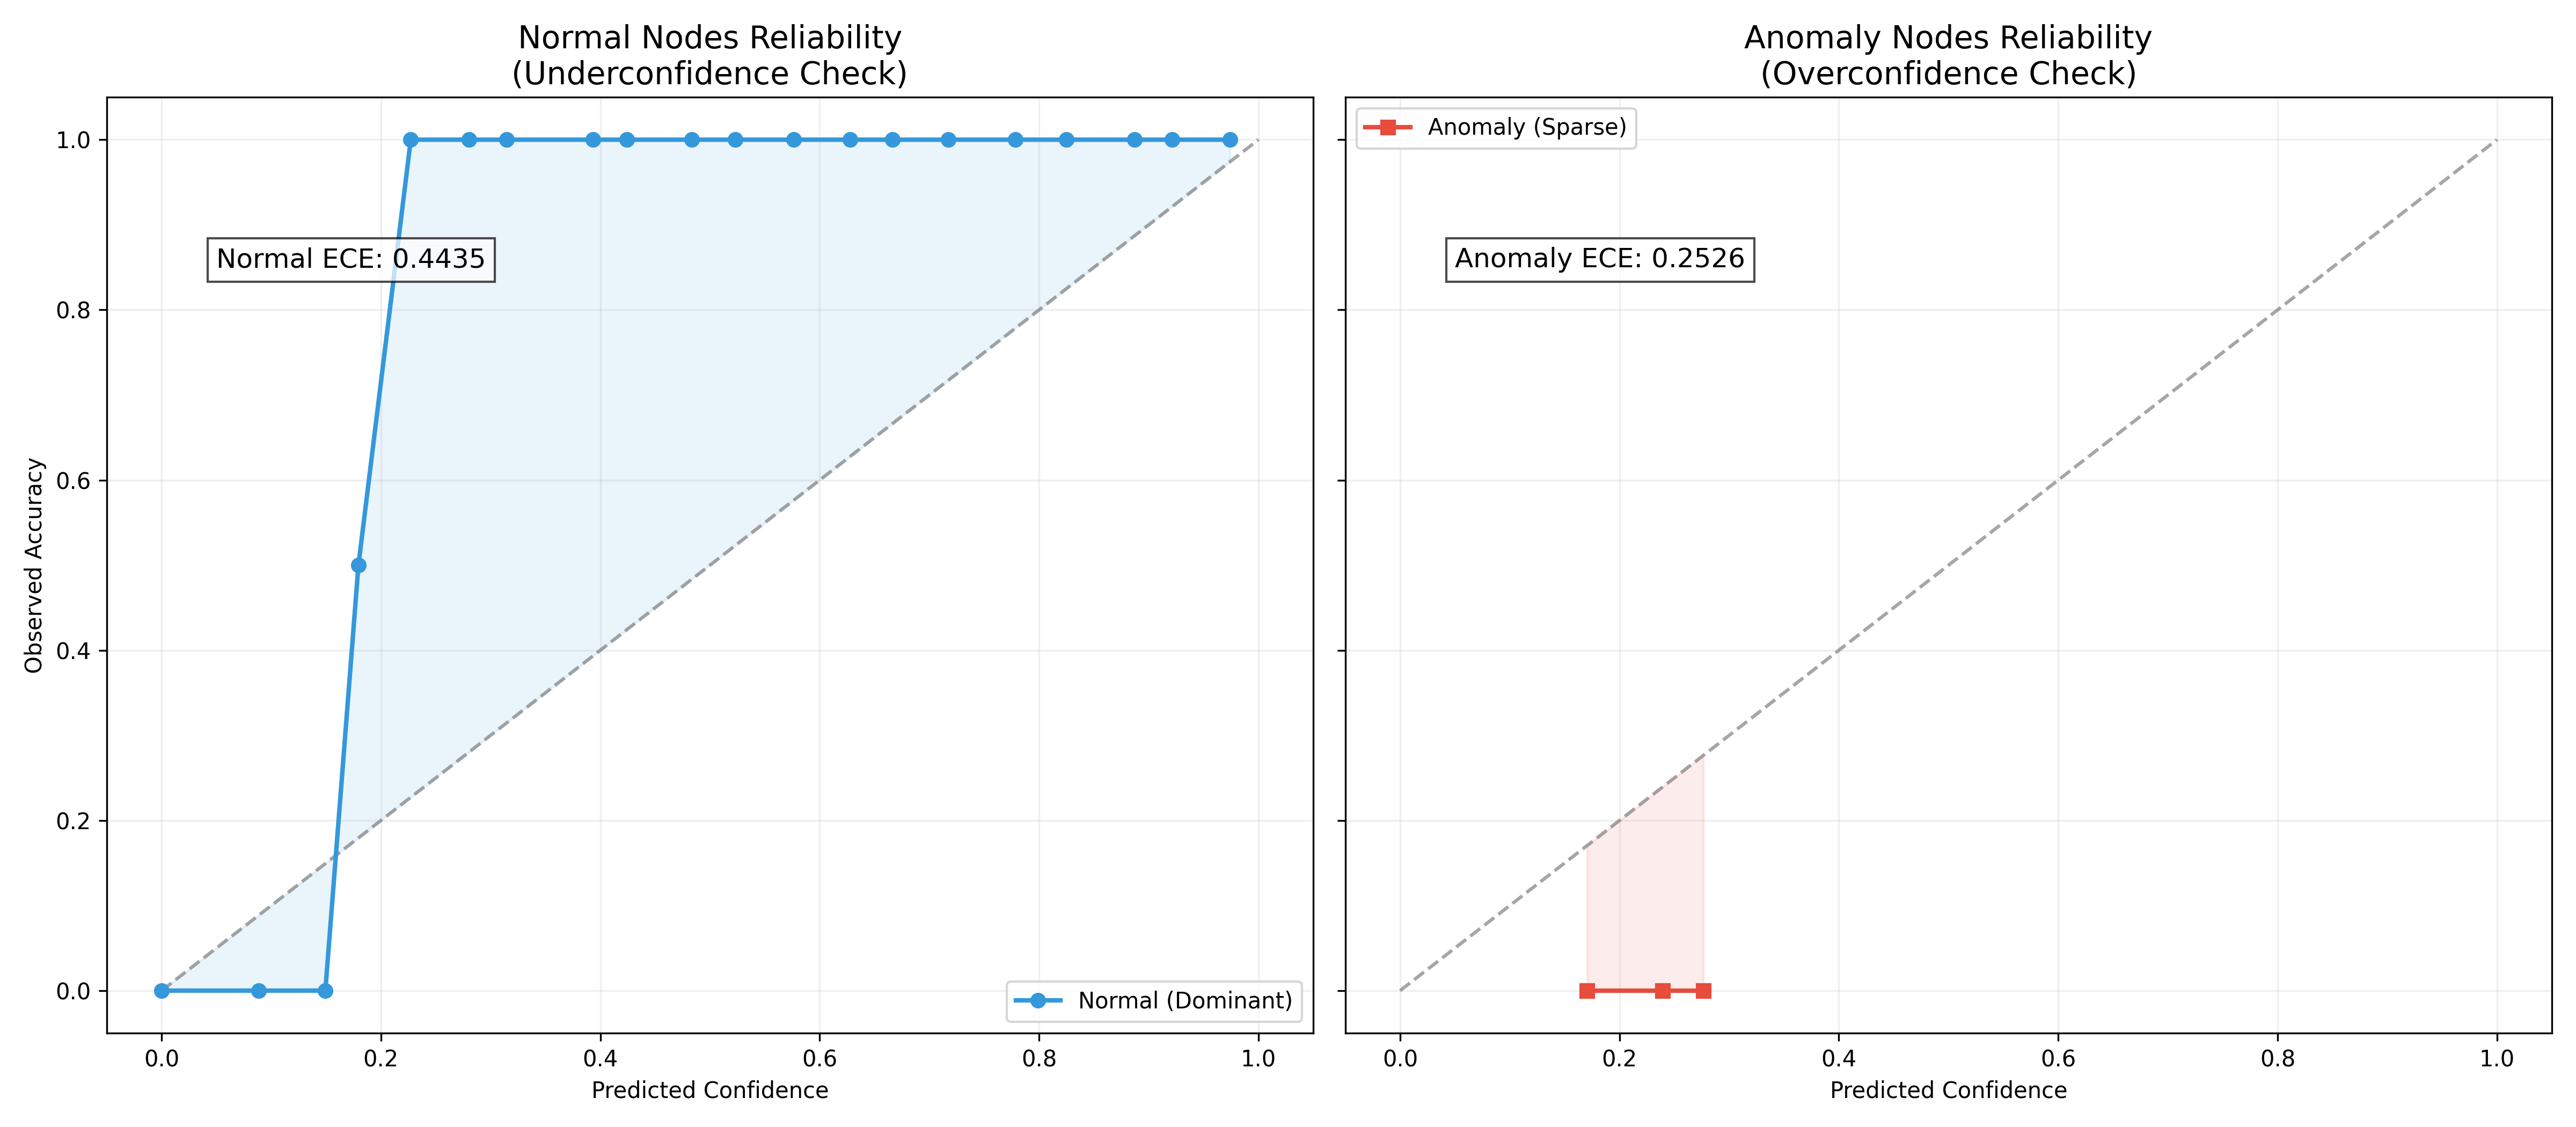 Normal Nodes Reliability
(Underconfidence Check)
Normal ECE: 0.4435
Observed Accuracy
1.0
0.8
0.6
0.4
0.2
0.0
Normal (Dominant)
0.0 0.2 0.4 0.6 0.8 1.0
Predicted Confidence
Anomaly Nodes Reliability
(Overconfidence Check)
Anomaly (Sparse)
Anomaly ECE: 0.2526
0.0 0.2 0.4 0.6 0.8 1.0
Predicted Confidence